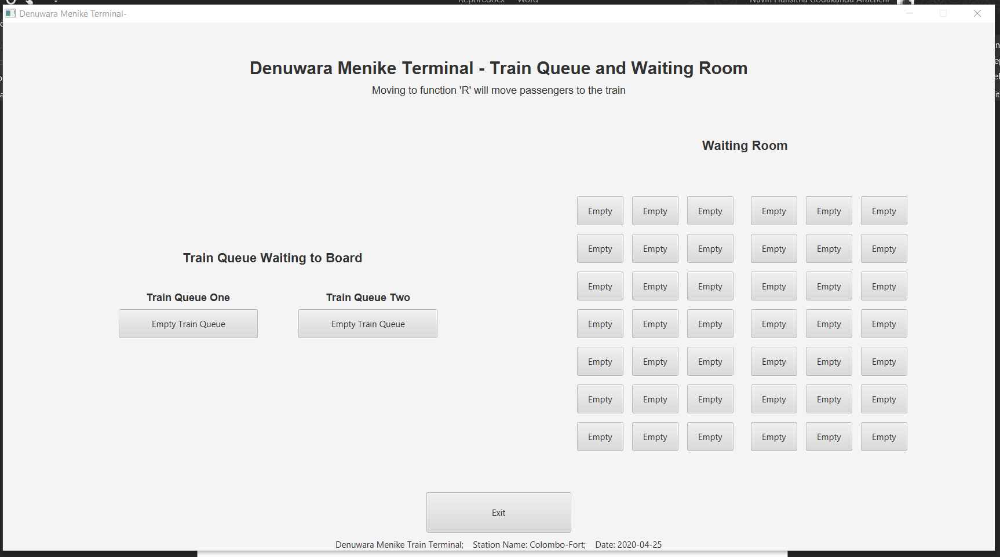 Report.docx - Word
Denuwara Menike Terminal-
Denuwara Menike Terminal - Train Queue and Waiting Room
Moving to function 'R' will move passengers to the train
Waiting Room
Empty Empty Empty Empty Empty Empty
Empty Empty Empty Empty Empty Empty
Train Queue Waiting to Board
Empty Empty Empty Empty Empty Empty
Train Queue One Train Queue Two
Empty Train Queue Empty Train Queue
Empty Empty Empty Empty Empty Empty
Empty Empty Empty Empty Empty Empty
Empty Empty Empty Empty Empty Empty
Empty Empty Empty Empty Empty Empty
Exit
Denuwara Menike Train Terminal; Station Name: Colombo-Fort; Date: 2020-04-25